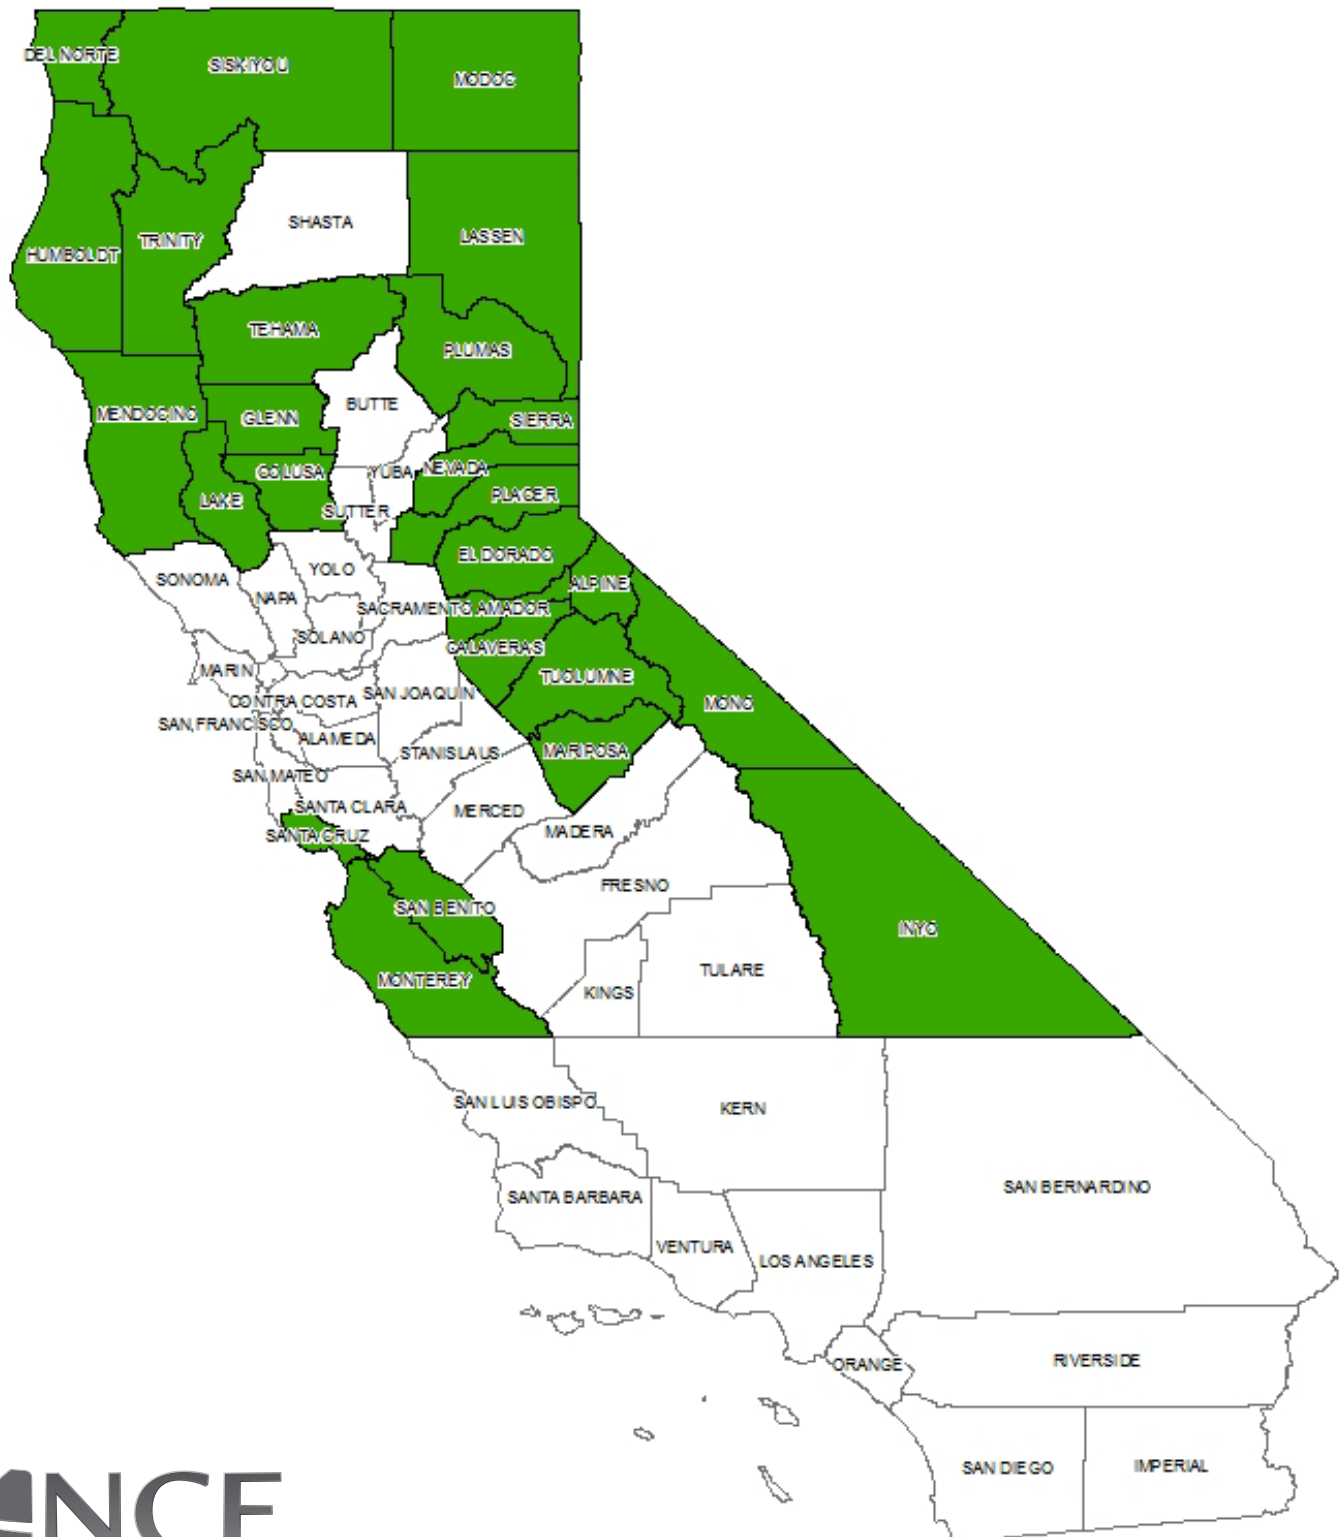 DEL NORTE
SISKIYOU
MODOC
SHASTA
LASSEN
TRINITY
HUMBOLDT
TEHAMA
PLUMAS
BUTTE
MENDOCINO
GLENN
SIERRA
COLUSA
YUBA
NEVADA
PLACER
LAKE
SUTTER
EL DORADO
YOLO
SONOMA
ALPINE
NAPA
SACRAMENTO
AMADOR
SOLANO
CALAVERAS
MARIN
TUOLUMNE
SAN JOAQUIN
CONTRA COSTA
MONO
SAN FRANCISCO
ALAMEDA
STANISLAUS
MARIPOSA
SAN MATEO
SANTA CLARA
MERCED
SANTA CRUZ
MADERA
FRESNO
SAN BENITO
INYO
TULARE
MONTEREY
KINGS
SAN LUIS OBISPO
KERN
SAN BERNARDINO
SANTA BARBARA
VENTURA
LOS ANGELES
ORANGE
RIVERSIDE
SAN DIEGO
IMPERIAL
NCE